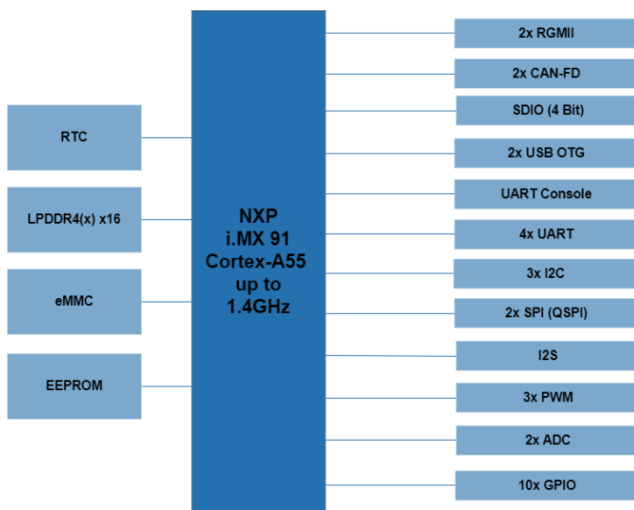 RTC
LPDDR4(x) x16
eMMC
EEPROM
NXP
i.MX 91
Cortex-A55
up to
1.4GHz
2x RGMII
2x CAN-FD
SDIO (4 Bit)
2x USB OTG
UART Console
4x UART
3x I2C
2x SPI (QSPI)
I2S
3x PWM
2x ADC
10x GPIO